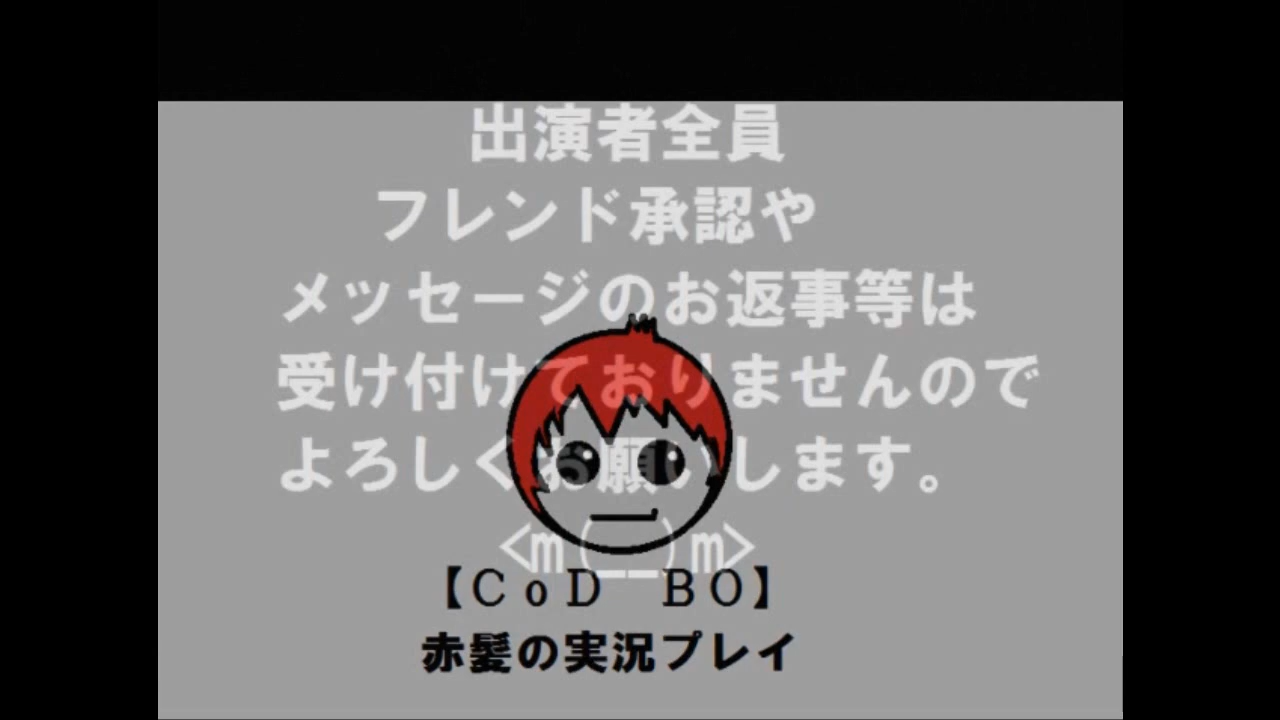 出演者全員
フレンド承認や
メッセージのお返事等は
受け付けておりませんので
よろしくお願いします。
<m(__)m>
【ＣｏＤ　ＢＯ】
赤髪の実況プレイ